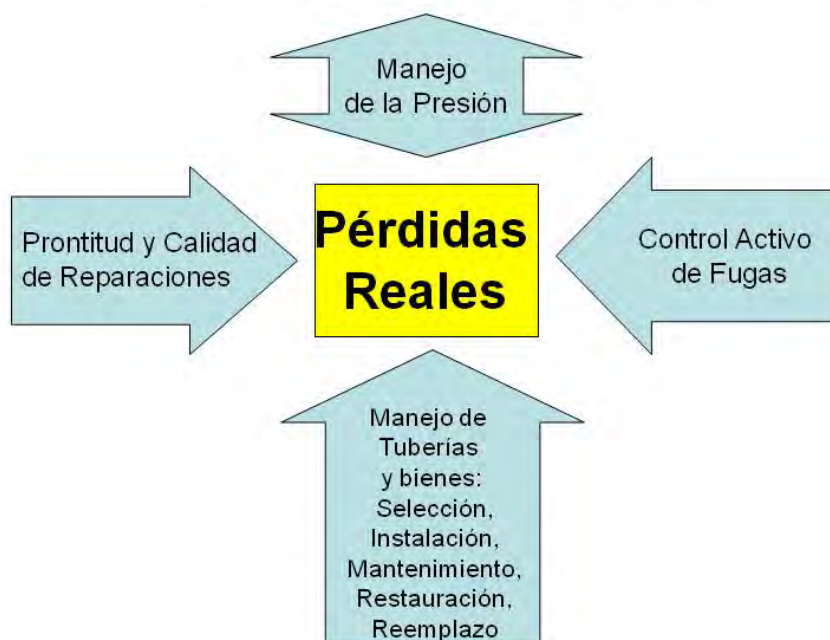 Manejo
de la Presión
Prontitud y Calidad
de Reparaciones
Pérdidas
Reales
Control Activo
de Fugas
Manejo de
Tuberías
y bienes:
Selección,
Instalación,
Mantenimiento,
Restauración,
Reemplazo